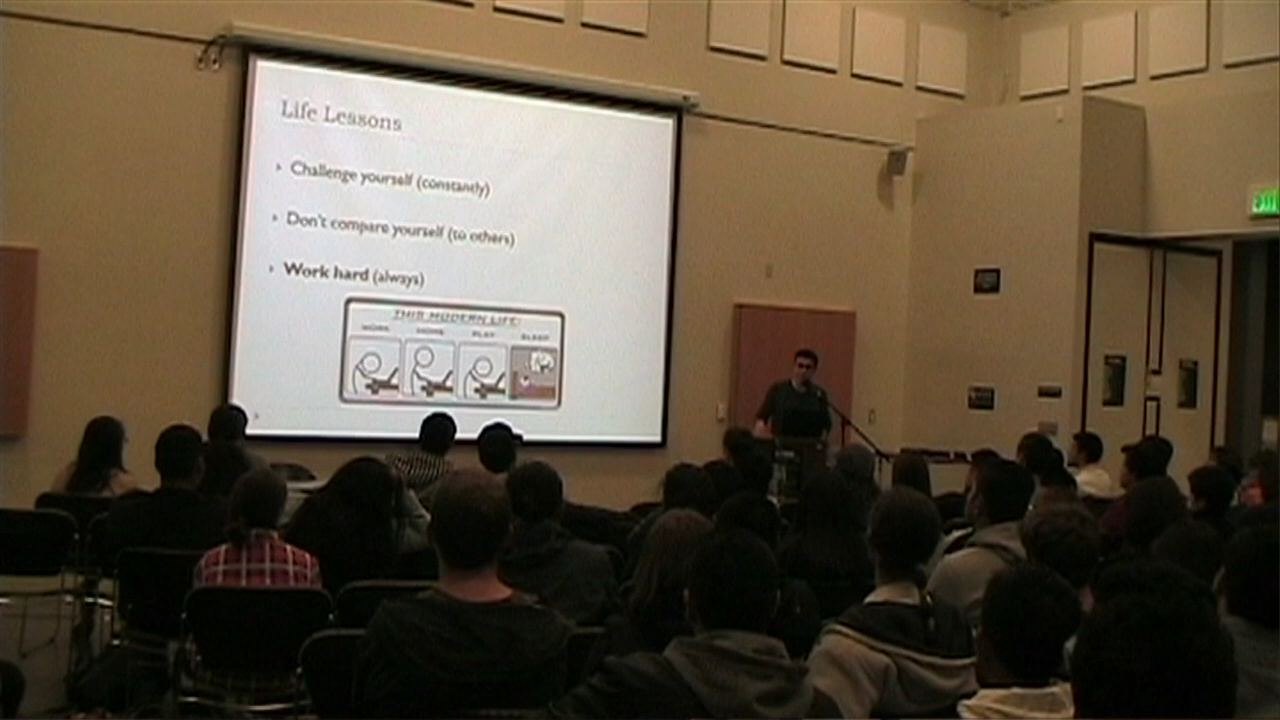 Life Lessons
Challenge yourself (constantly)
Don't compare yourself (to others)
Work hard (always)
THIS MODERN LIFE:
WORK HOME PLAY SLEEP
EXIT